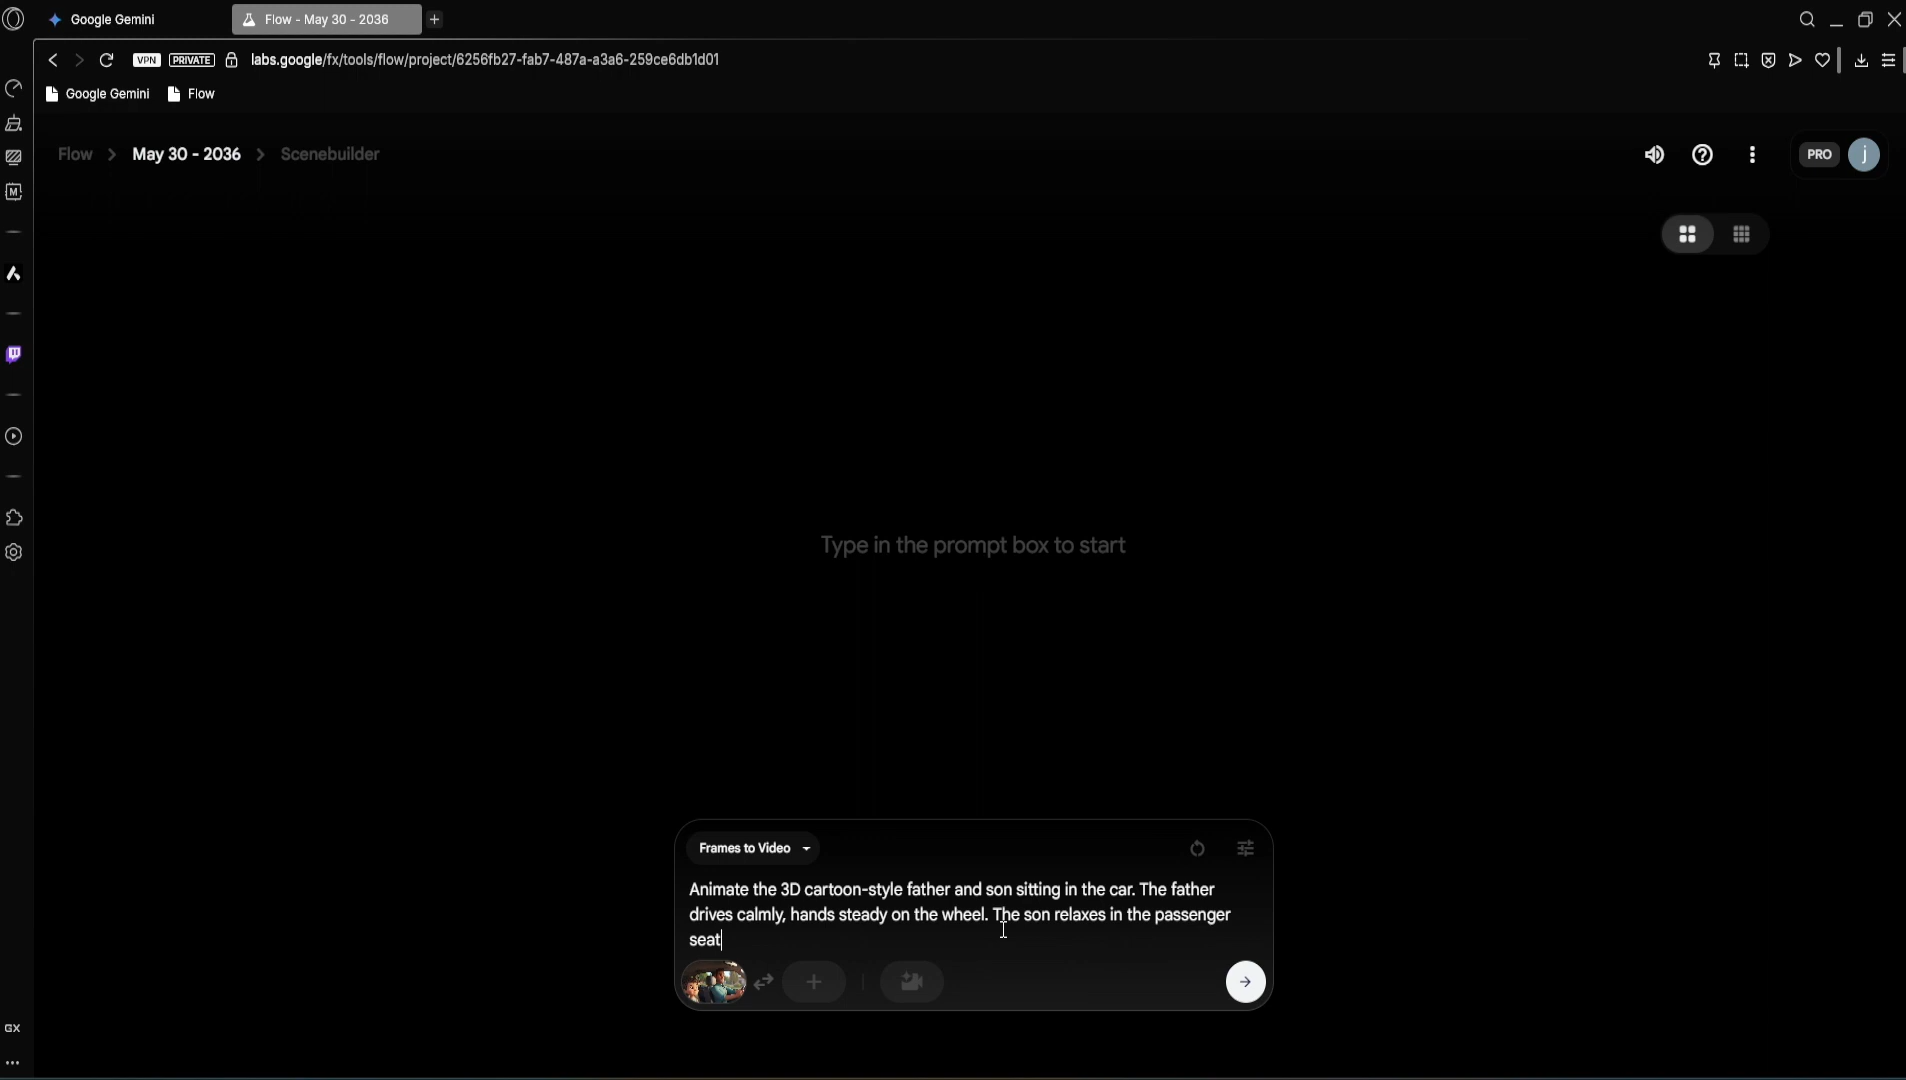 Google Gemini
Flow - May 30 - 2036
VPN
PRIVATE
labs.google/fx/tools/flow/project/6256fb27-fab7-487a-a3a6-259ce6db1d01
Google Gemini
Flow
Flow
May 30 - 2036
Scenebuilder
PRO
j
M
Type in the prompt box to start
Frames to Video
Animate the 3D cartoon-style father and son sitting in the car. The father
drives calmly, hands steady on the wheel. The son relaxes in the passenger
seat
GX